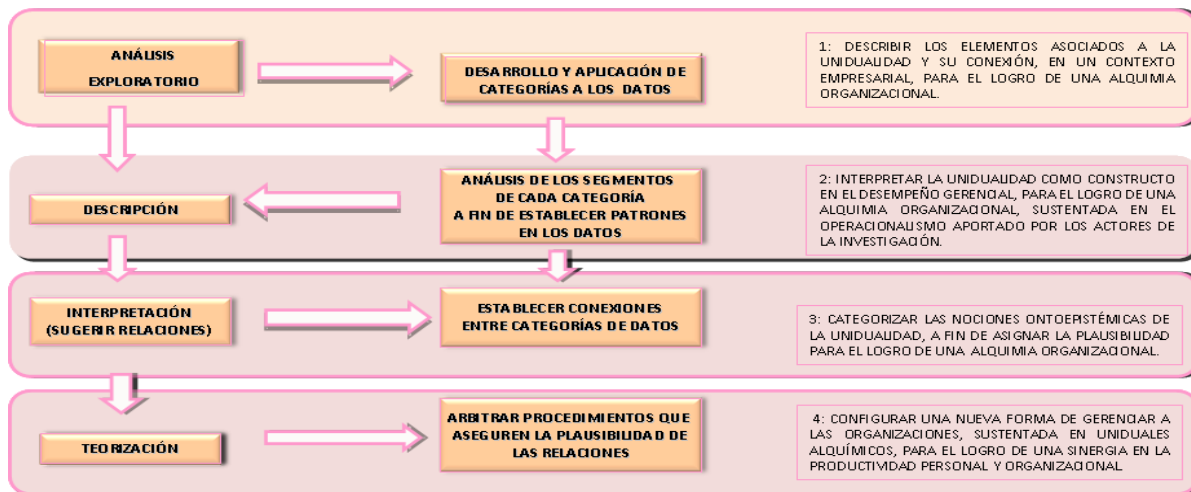 ANÁLISIS
EXPLORATORIO
DESARROLLO Y APLICACIÓN DE
CATEGORÍAS A LOS DATOS
1: DESCRIBIR LOS ELEMENTOS ASOCIADOS A LA
UNIDUALIDAD Y SU CONEXIÓN, EN UN CONTEXTO
EMPRESARIAL, PARA EL LOGRO DE UNA ALQUIMIA
ORGANIZACIONAL.
DESCRIPCIÓN
ANÁLISIS DE LOS SEGMENTOS
DE CADA CATEGORÍA
A FIN DE ESTABLECER PATRONES
EN LOS DATOS
2: INTERPRETAR LA UNIDUALIDAD COMO CONSTRUCTO
EN EL DESEMPEÑO GERENCIAL, PARA EL LOGRO DE UNA
ALQUIMIA ORGANIZACIONAL, SUSTENTADA EN EL
OPERACIONALISMO APORTADO POR LOS ACTORES DE
LA INVESTIGACIÓN.
INTERPRETACIÓN
(SUGERIR RELACIONES)
ESTABLECER CONEXIONES
ENTRE CATEGORÍAS DE DATOS
3: CATEGORIZAR LAS NOCIONES ONTOEPISTÉMICAS DE
LA UNIDUALIDAD, A FIN DE ASIGNAR LA PLAUSIBILIDAD
PARA EL LOGRO DE UNA ALQUIMIA ORGANIZACIONAL.
TEORIZACIÓN
ARBITRAR PROCEDIMIENTOS QUE
ASEGUREN LA PLAUSIBILIDAD DE
LAS RELACIONES
4: CONFIGURAR UNA NUEVA FORMA DE GERENCIAR A
LAS ORGANIZACIONES, SUSTENTADA EN UNIDUALES
ALQUÍMICOS, PARA EL LOGRO DE UNA SINERGIA EN LA
PRODUCTIVIDAD PERSONAL Y ORGANIZACIONAL